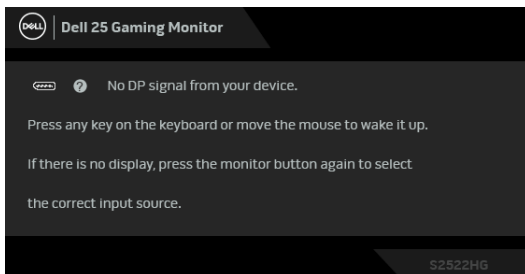 DELL Dell 25 Gaming Monitor
No DP signal from your device.
Press any key on the keyboard or move the mouse to wake it up.
If there is no display, press the monitor button again to select
the correct input source.
S2522HG